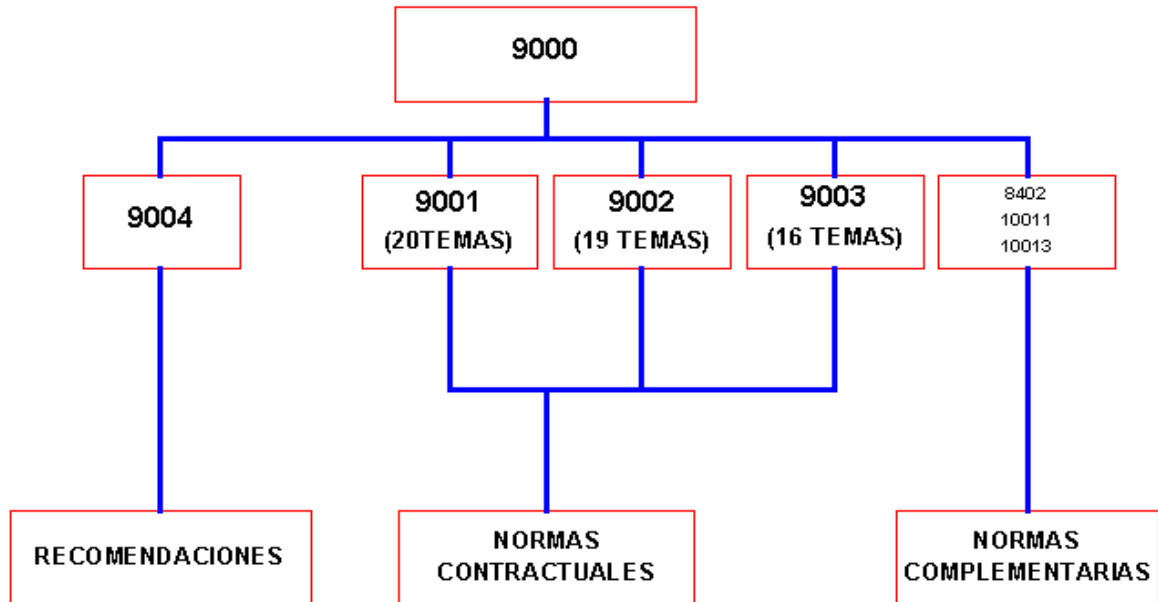 9000
9004
9001
(20TEMAS)
9002
(19 TEMAS)
9003
(16 TEMAS)
8402
10011
10013
RECOMENDACIONES
NORMAS
CONTRACTUALES
NORMAS
COMPLEMENTARIAS